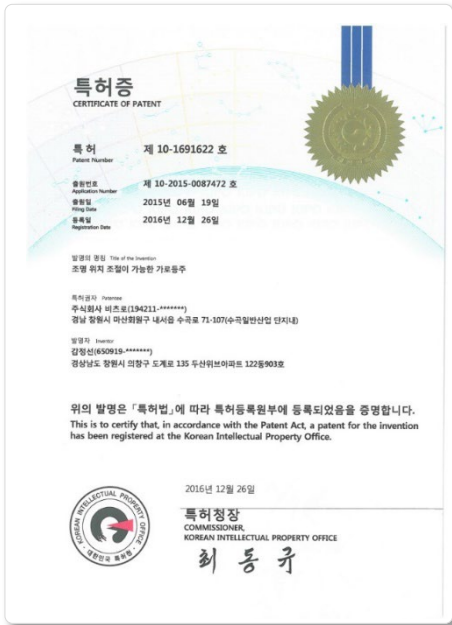 특허증
CERTIFICATE OF PATENT
특 허 제 10-1691622 호
Patent Number
출원번호 제 10-2015-0087472 호
Application Number
출원일 2015년 06월 19일
Filing Date
등록일 2016년 12월 26일
Registration Date
발명의 명칭 Title of the Invention
조명 위치 조절이 가능한 가로등주
특허권자 Patentee
주식회사 비즈로(194211-*******)
경남 창원시 마산회원구 내서읍 수곡로 71-107(수곡일반산업 단지내)
발명자 Inventor
감정선(650919-*******)
경상남도 창원시 의창구 도계로 135 두산위브아파트 122동903호
위의 발명은 「특허법」에 따라 특허등록원부에 등록되었음을 증명합니다.
This is to certify that, in accordance with the Patent Act, a patent for the invention
has been registered at the Korean Intellectual Property Office.
2016년 12월 26일
특허청장
COMMISSIONER,
KOREAN INTELLECTUAL PROPERTY OFFICE
최동규
KOREAN INTELLECTUAL PROPERTY OFFICE
대한민국 특허청